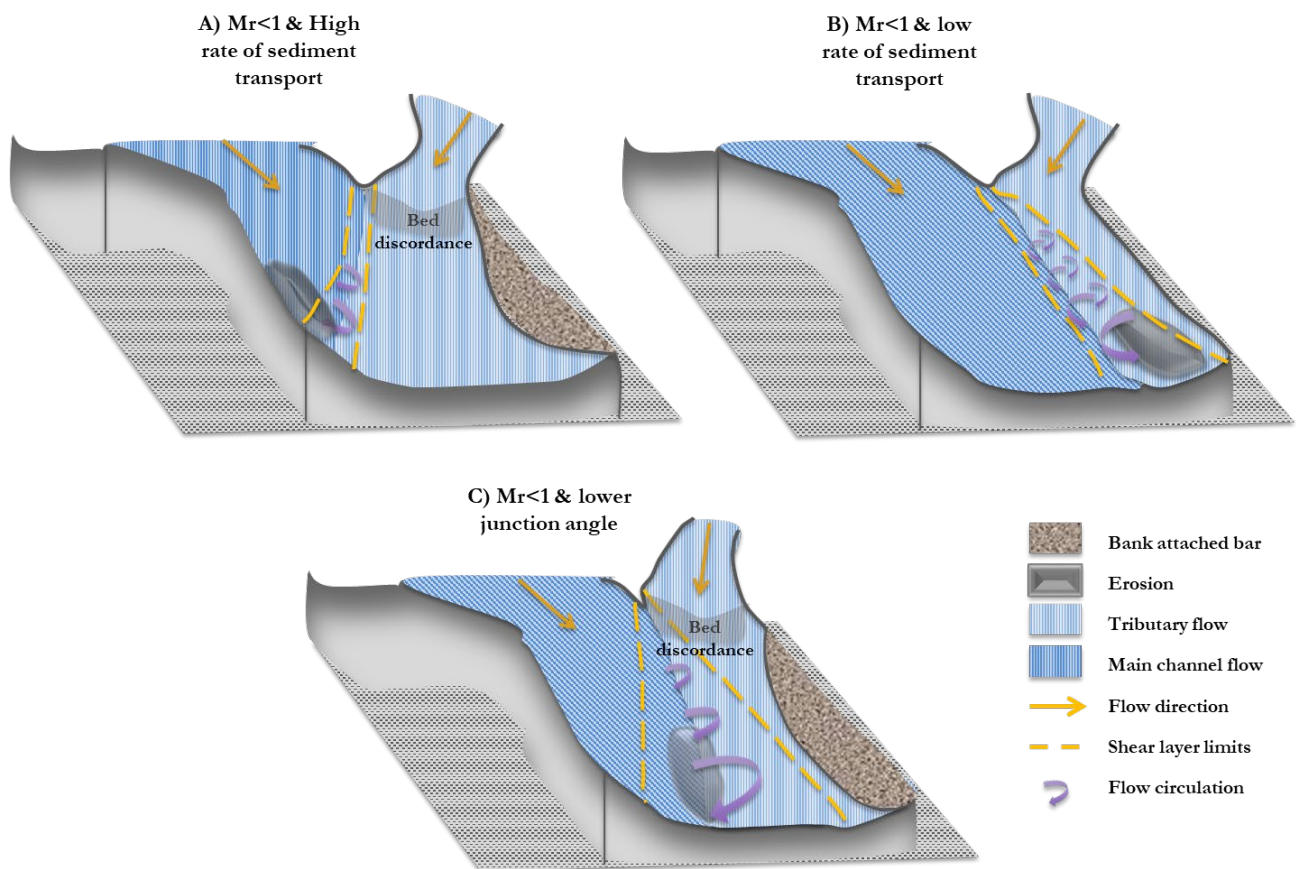 A) Mr<1 & High
rate of sediment
transport
B) Mr<1 & low
rate of sediment
transport
Bed
discordance
C) Mr<1 & lower
junction angle
Bed
discordance
Bank attached bar
Erosion
Tributary flow
Main channel flow
Flow direction
Shear layer limits
Flow circulation